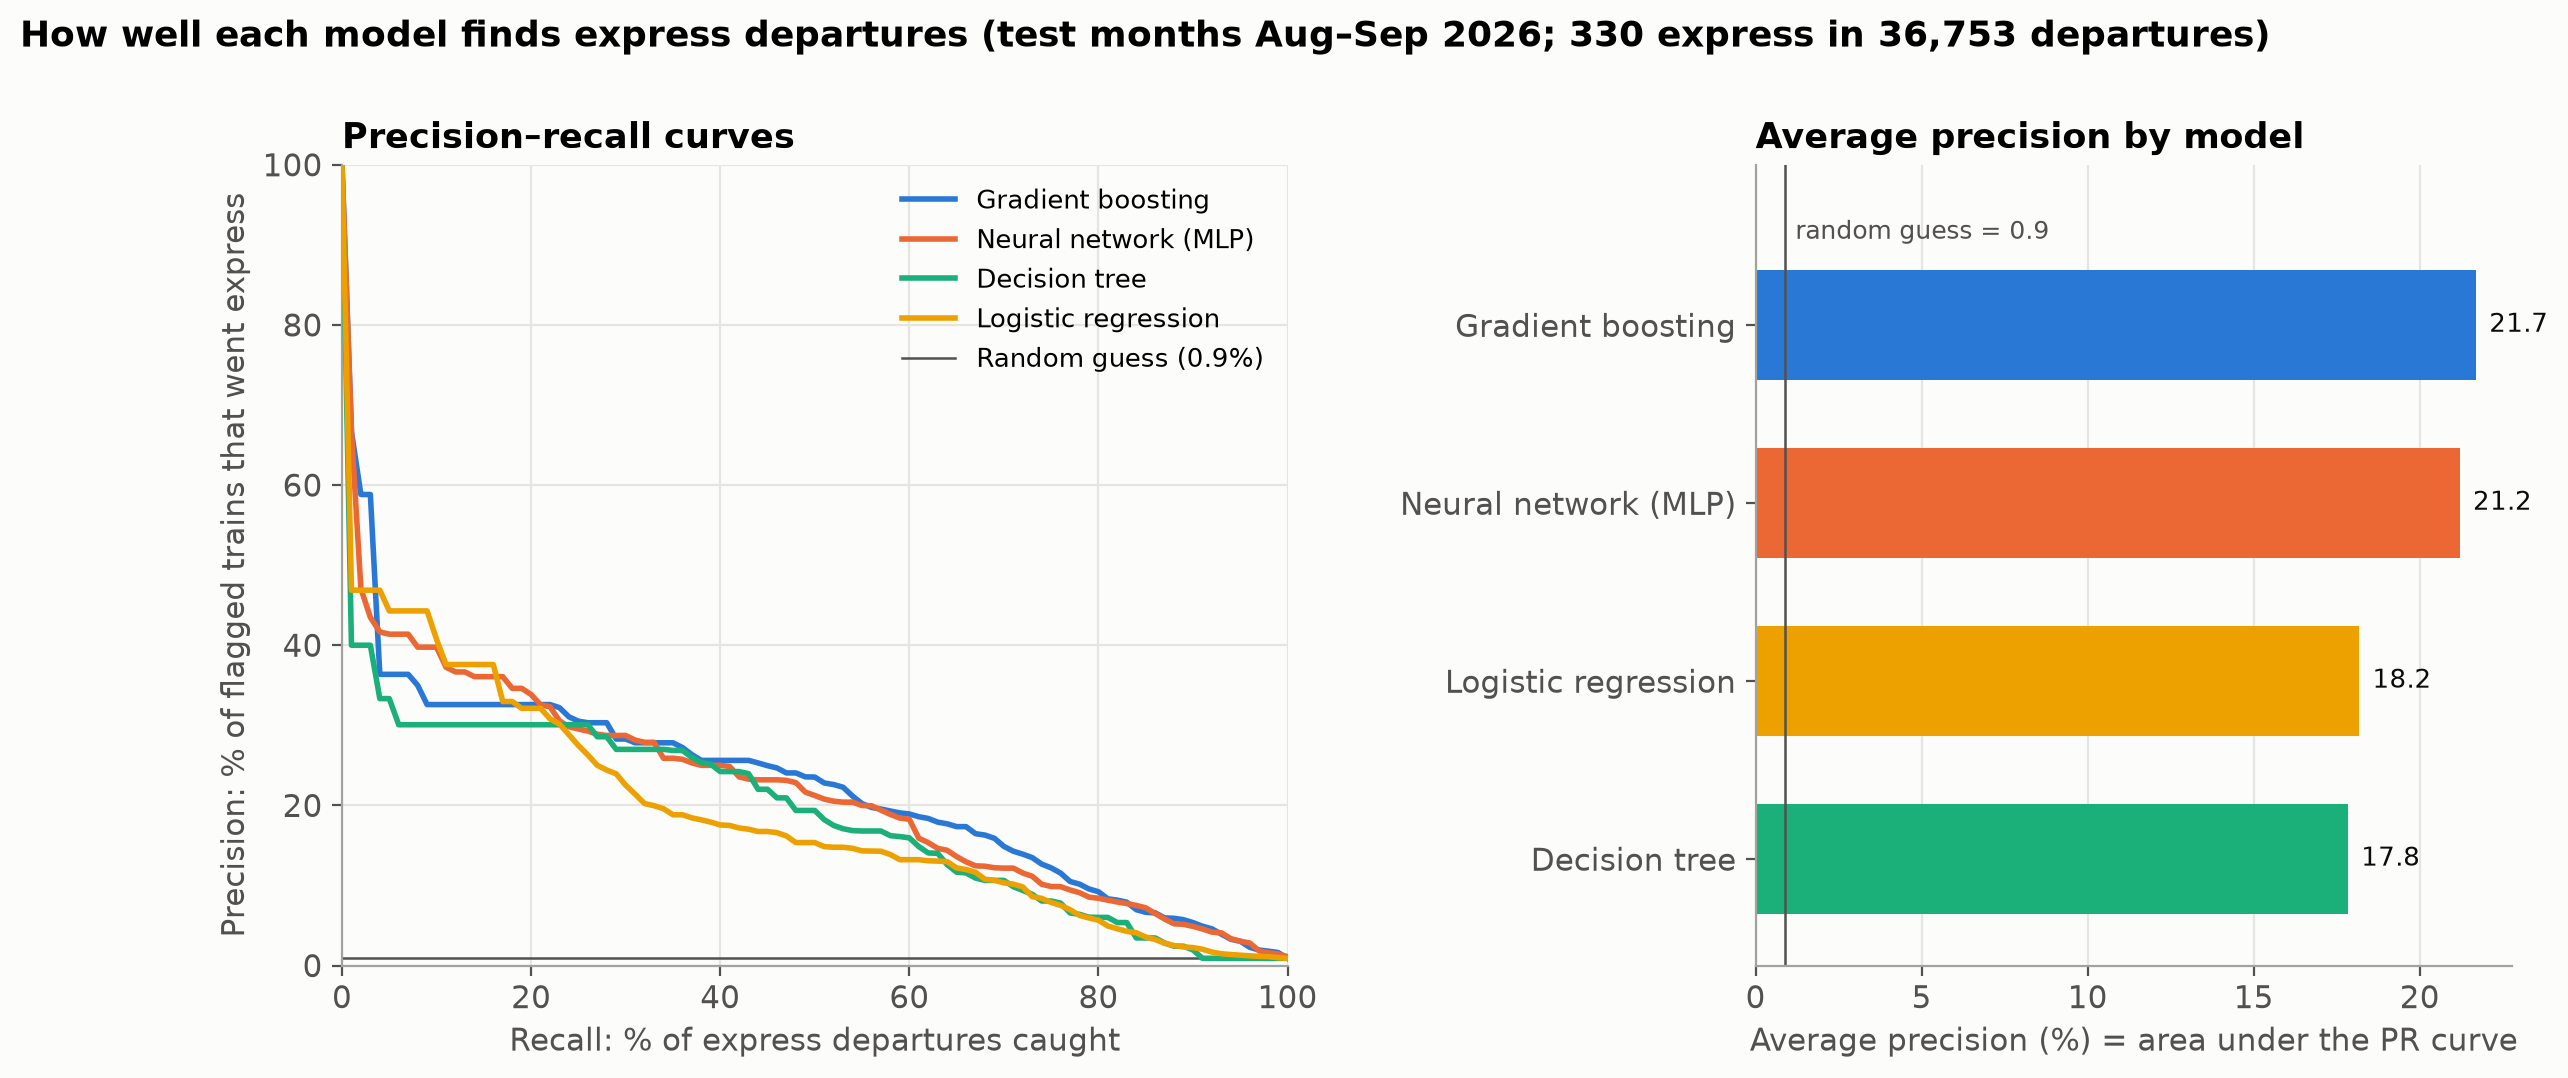 How well each model finds express departures (test months Aug–Sep 2026; 330 express in 36,753 departures)
Precision–recall curves
Precision: % of flagged trains that went express
100
80
60
40
20
0
Gradient boosting
Neural network (MLP)
Decision tree
Logistic regression
Random guess (0.9%)
0 20 40 60 80 100
Recall: % of express departures caught
Average precision by model
random guess = 0.9
Gradient boosting 21.7
Neural network (MLP) 21.2
Logistic regression 18.2
Decision tree 17.8
0 5 10 15 20
Average precision (%) = area under the PR curve